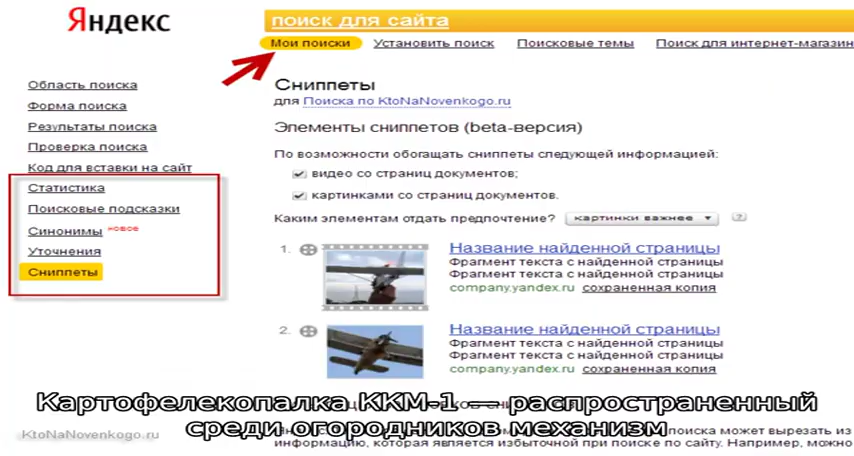 Яндекс
поиск для сайта
Мои поиски Установить поиск Поисковые темы Поиск для интернет-магазин
Область поиска
Форма поиска
Результаты поиска
Проверка поиска
Код для вставки на сайт
Статистика
Поисковые подсказки
Синонимы новое
Уточнения
Сниппеты
Сниппеты
для Поиска по KtoNaNovenkogo.ru
Элементы сниппетов (beta-версия)
По возможности обогащать сниппеты следующей информацией:
видео со страниц документов;
картинками со страниц документов.
Каким элементам отдать предпочтение? картинки важнее ?
1. Название найденной страницы
Фрагмент текста с найденной страницы
Фрагмент текста с найденной страницы
company.yandex.ru сохраненная копия
2. Название найденной страницы
Фрагмент текста с найденной страницы
Фрагмент текста с найденной страницы
company.yandex.ru сохраненная копия
Картофелекопалка ККМ-1 — распространенный
среди огородников механизм
KtoNaNovenkogo.ru
поиска может вырезать из
информацию, которая является избыточной при поиске по сайту. Например, можно